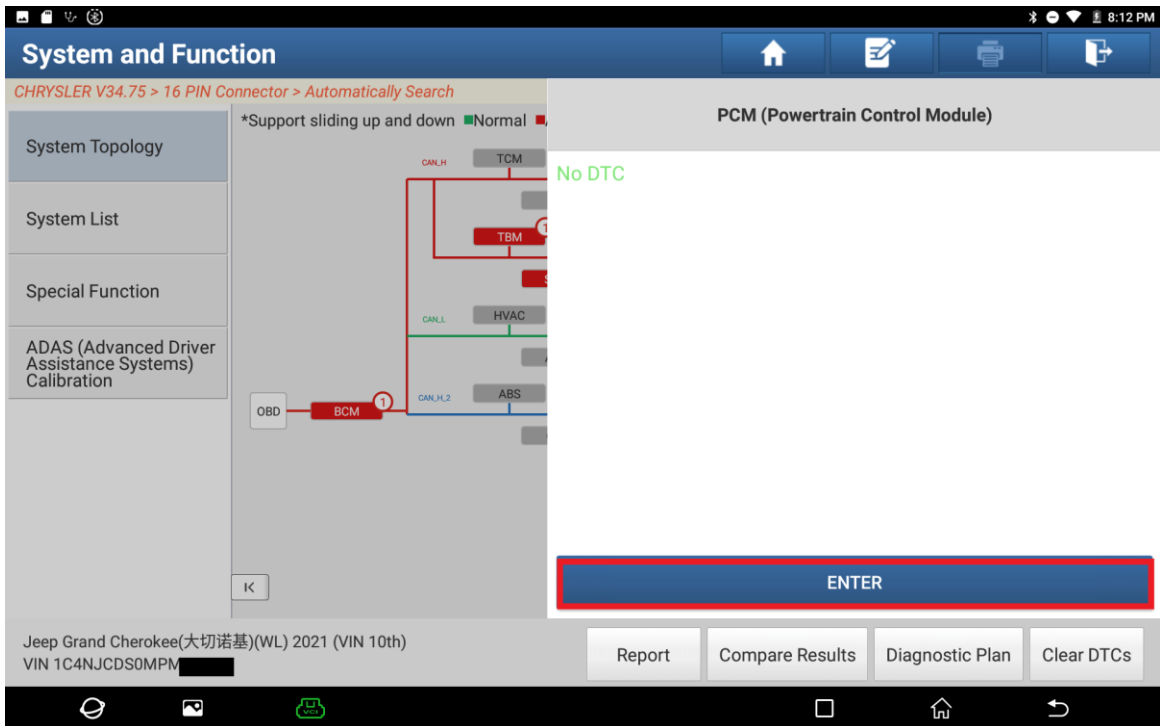 8:12 PM
System and Function
CHRYSLER V34.75 > 16 PIN Connector > Automatically Search
System Topology
System List
Special Function
ADAS (Advanced Driver
Assistance Systems)
Calibration
*Support sliding up and down Normal
CAN_H
TCM
TBM
1
CAN_L
HVAC
OBD
BCM
1
CAN_H_2
ABS
PCM (Powertrain Control Module)
No DTC
ENTER
Jeep Grand Cherokee(大切诺基)(WL) 2021 (VIN 10th)
VIN 1C4NJCDS0MPM
Report
Compare Results
Diagnostic Plan
Clear DTCs
VCI